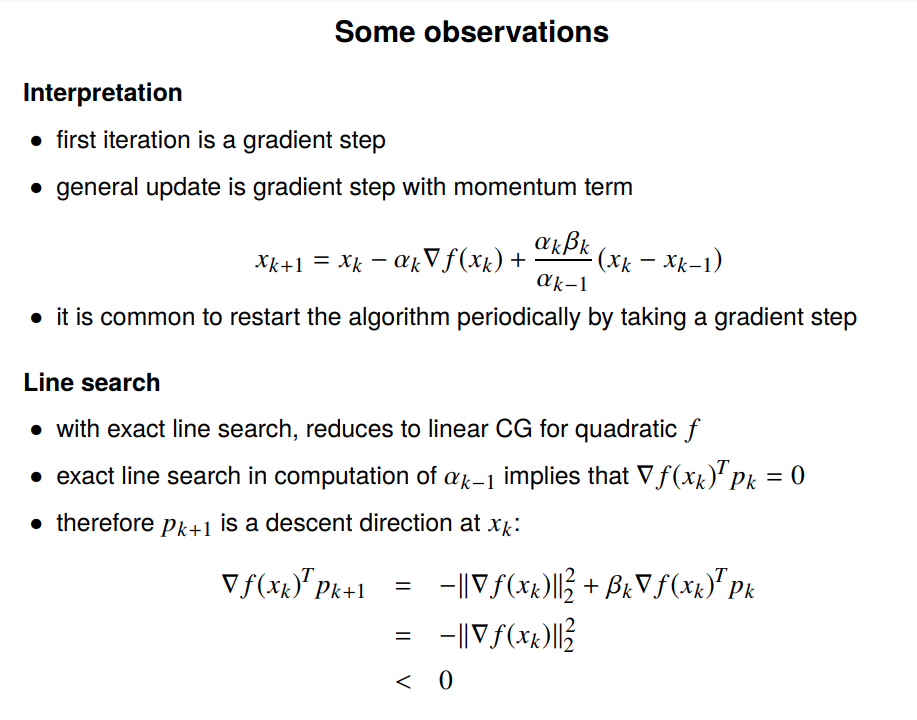 Some observations
Interpretation
● first iteration is a gradient step
● general update is gradient step with momentum term
$x_{k+1} = x_k - \alpha_k \nabla f(x_k) + \frac{\alpha_k \beta_k}{\alpha_{k-1}} (x_k - x_{k-1})$
● it is common to restart the algorithm periodically by taking a gradient step
Line search
● with exact line search, reduces to linear CG for quadratic $f$
● exact line search in computation of $\alpha_{k-1}$ implies that $\nabla f(x_k)^T p_k = 0$
● therefore $p_{k+1}$ is a descent direction at $x_k$:
$\nabla f(x_k)^T p_{k+1} = -\|\nabla f(x_k)\|_2^2 + \beta_k \nabla f(x_k)^T p_k$
$= -\|\nabla f(x_k)\|_2^2$
$< 0$